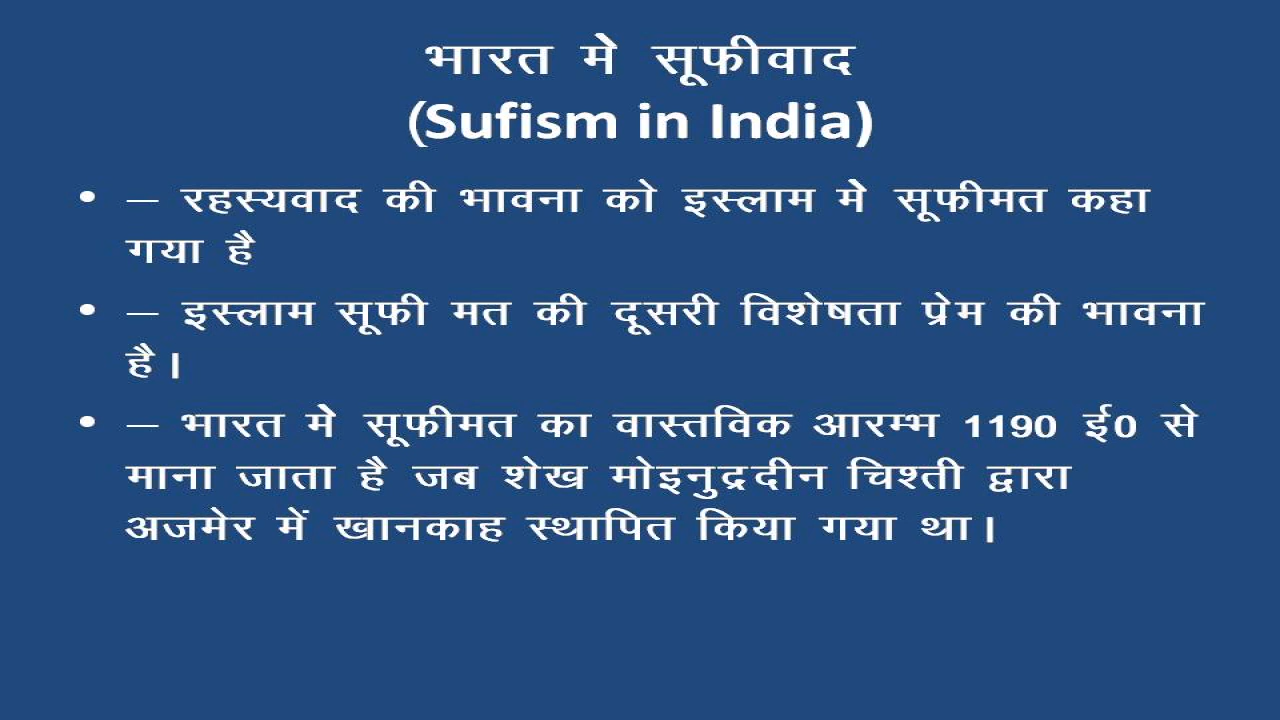 भारत मे सूफीवाद
(Sufism in India)
• – रहस्यवाद की भावना को इस्लाम मे सूफीमत कहा
गया है
• – इस्लाम सूफी मत की दूसरी विशेषता प्रेम की भावना
है।
• – भारत मे सूफीमत का वास्तविक आरम्भ 1190 ई0 से
माना जाता है जब शेख मोइनुद्रदीन चिश्ती द्वारा
अजमेर में खानकाह स्थापित किया गया था।